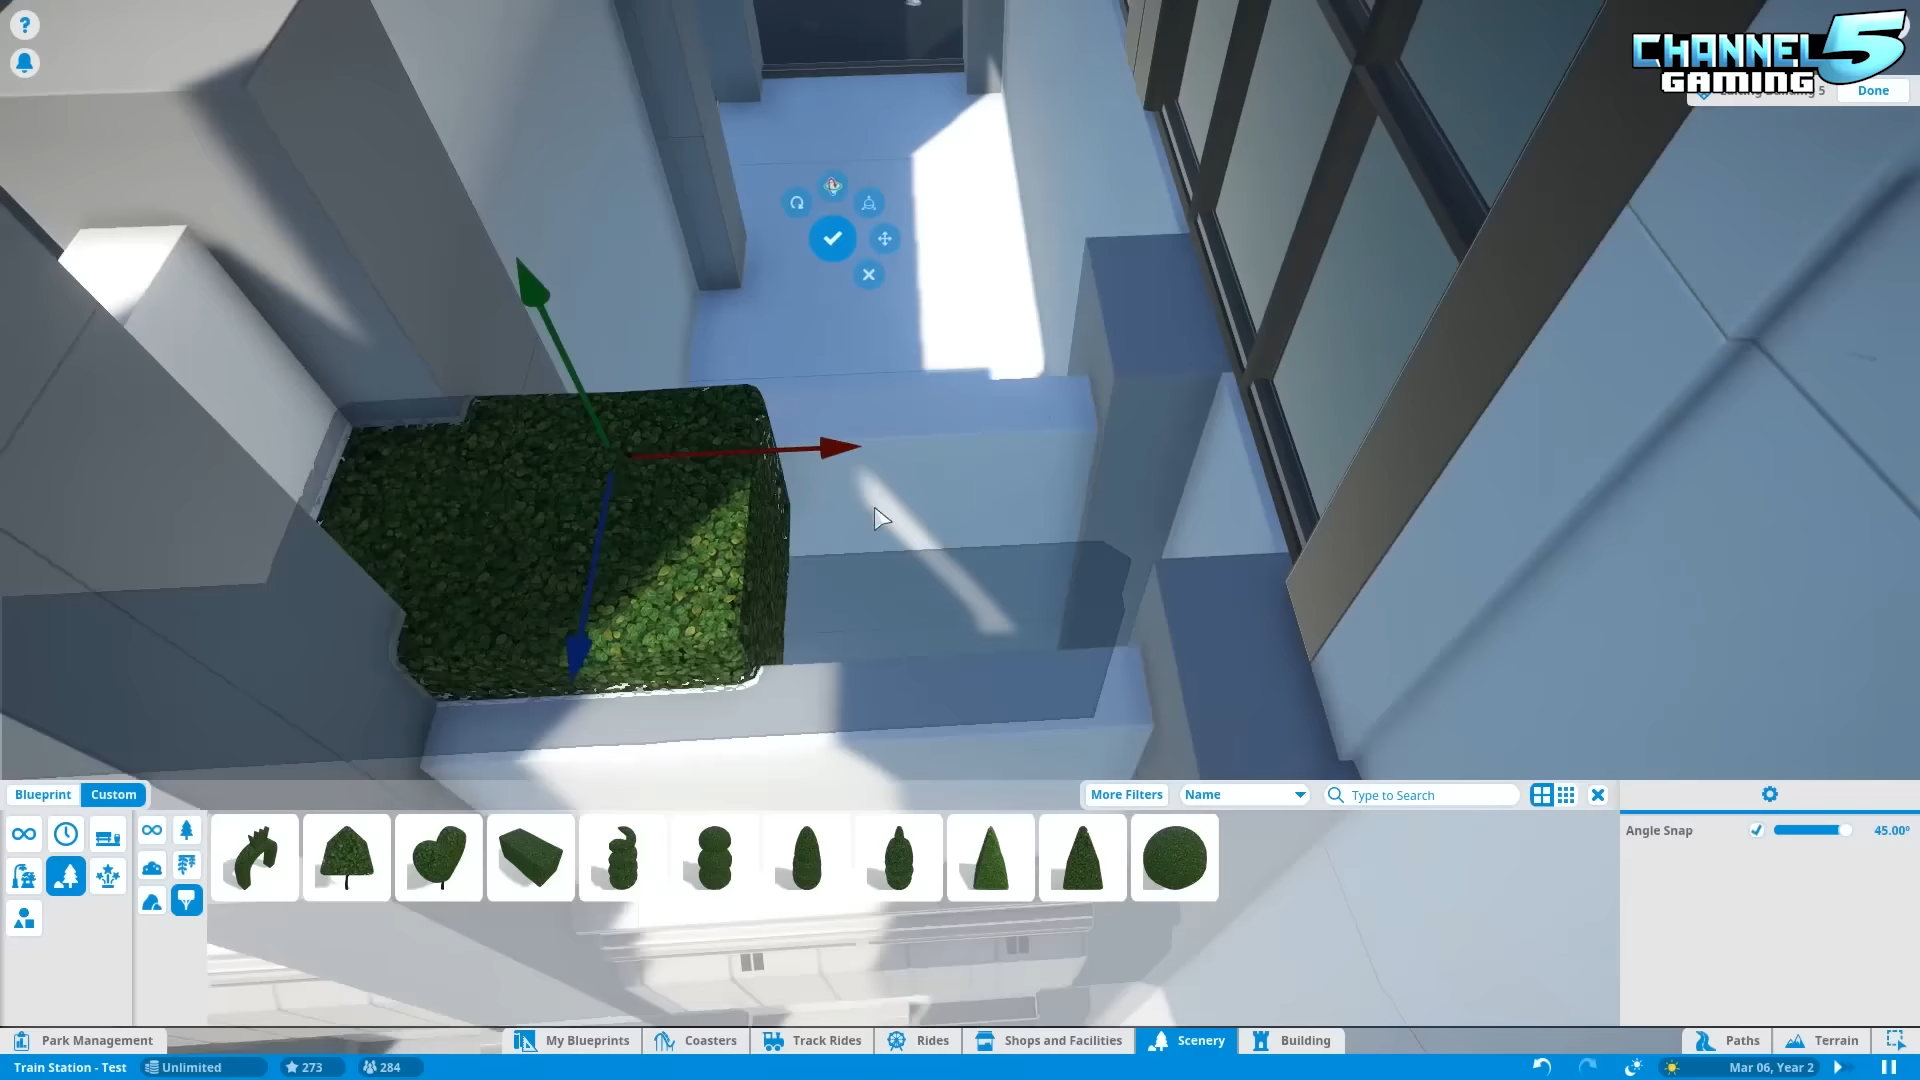 CHANNEL 5
GAMING
5
Done
Blueprint
Custom
More Filters
Name
Type to Search
Angle Snap
45.00°
Park Management
My Blueprints
Coasters
Track Rides
Rides
Shops and Facilities
Scenery
Building
Paths
Terrain
Train Station - Test
Unlimited
273
284
Mar 06, Year 2